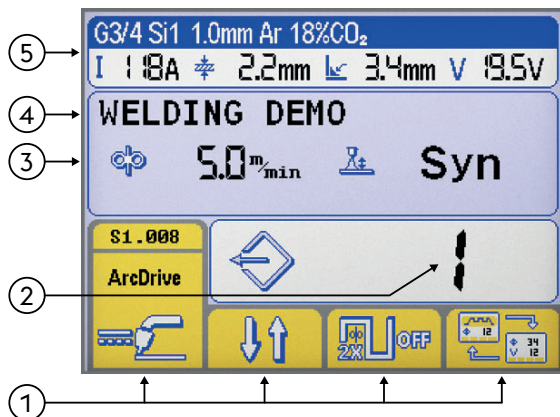 G3/4 Si1 1.0mm Ar 18%CO₂
5
I 118A 2.2mm 3.4mm V 19.5V
4
WELDING DEMO
3
5.0 m/min Syn
S1.008
ArcDrive
2
1
2X OFF
12
34
V 12
1